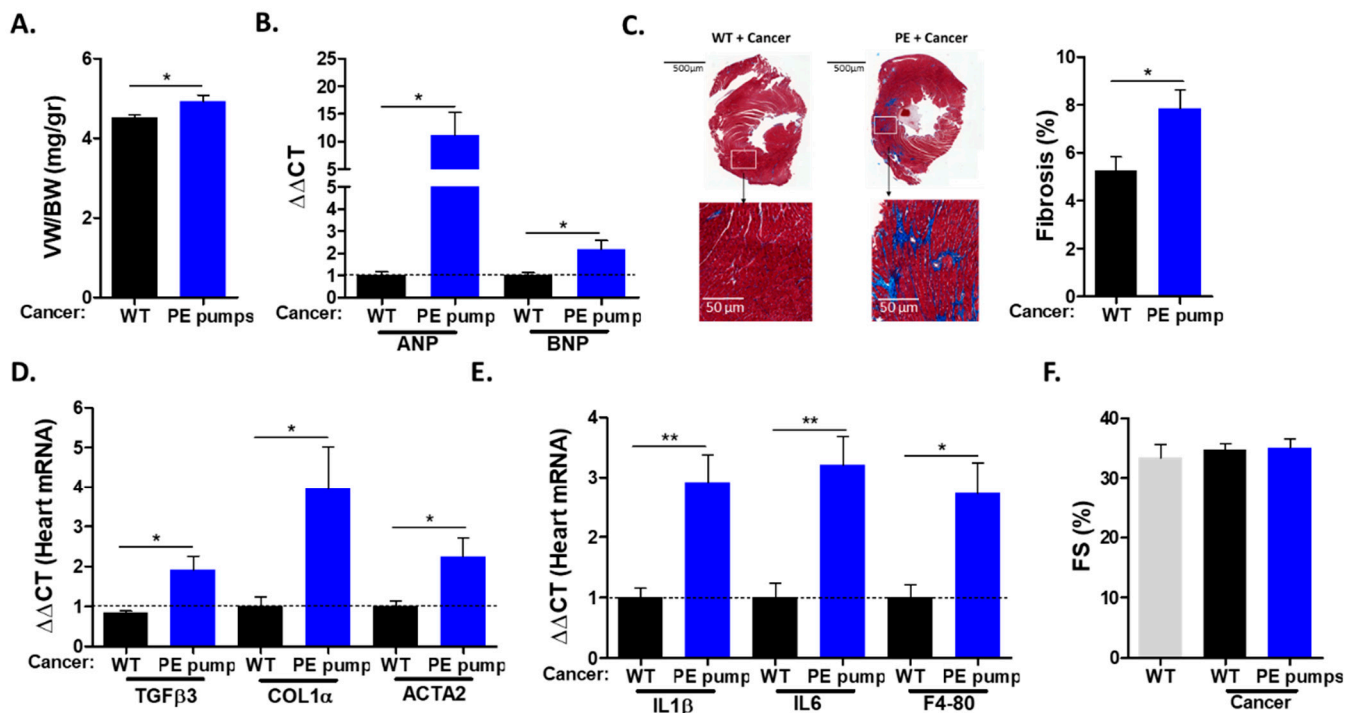 A.
VW/BW (mg/gr)
6
4
2
0
*
Cancer:
WT PE pumps
B.
ΔΔCT
25
20
15
10
5
5
4
3
2
1
0
*
*
Cancer:
WT PE pump WT PE pump
ANP BNP
C.
WT + Cancer
PE + Cancer
500µm
500µm
50 µm
50 µm
Fibrosis (%)
10
8
6
4
2
0
*
Cancer:
WT PE pump
D.
ΔΔCT (Heart mRNA)
6
5
4
3
2
1
0
*
*
*
Cancer:
WT PE pump WT PE pump WT PE pump
TGFβ3 COL1α ACTA2
E.
ΔΔCT (Heart mRNA)
4
3
2
1
0
**
**
*
Cancer:
WT PE pump WT PE pump WT PE pump
IL1β IL6 F4-80
F.
FS (%)
40
30
20
10
0
WT WT PE pumps
Cancer